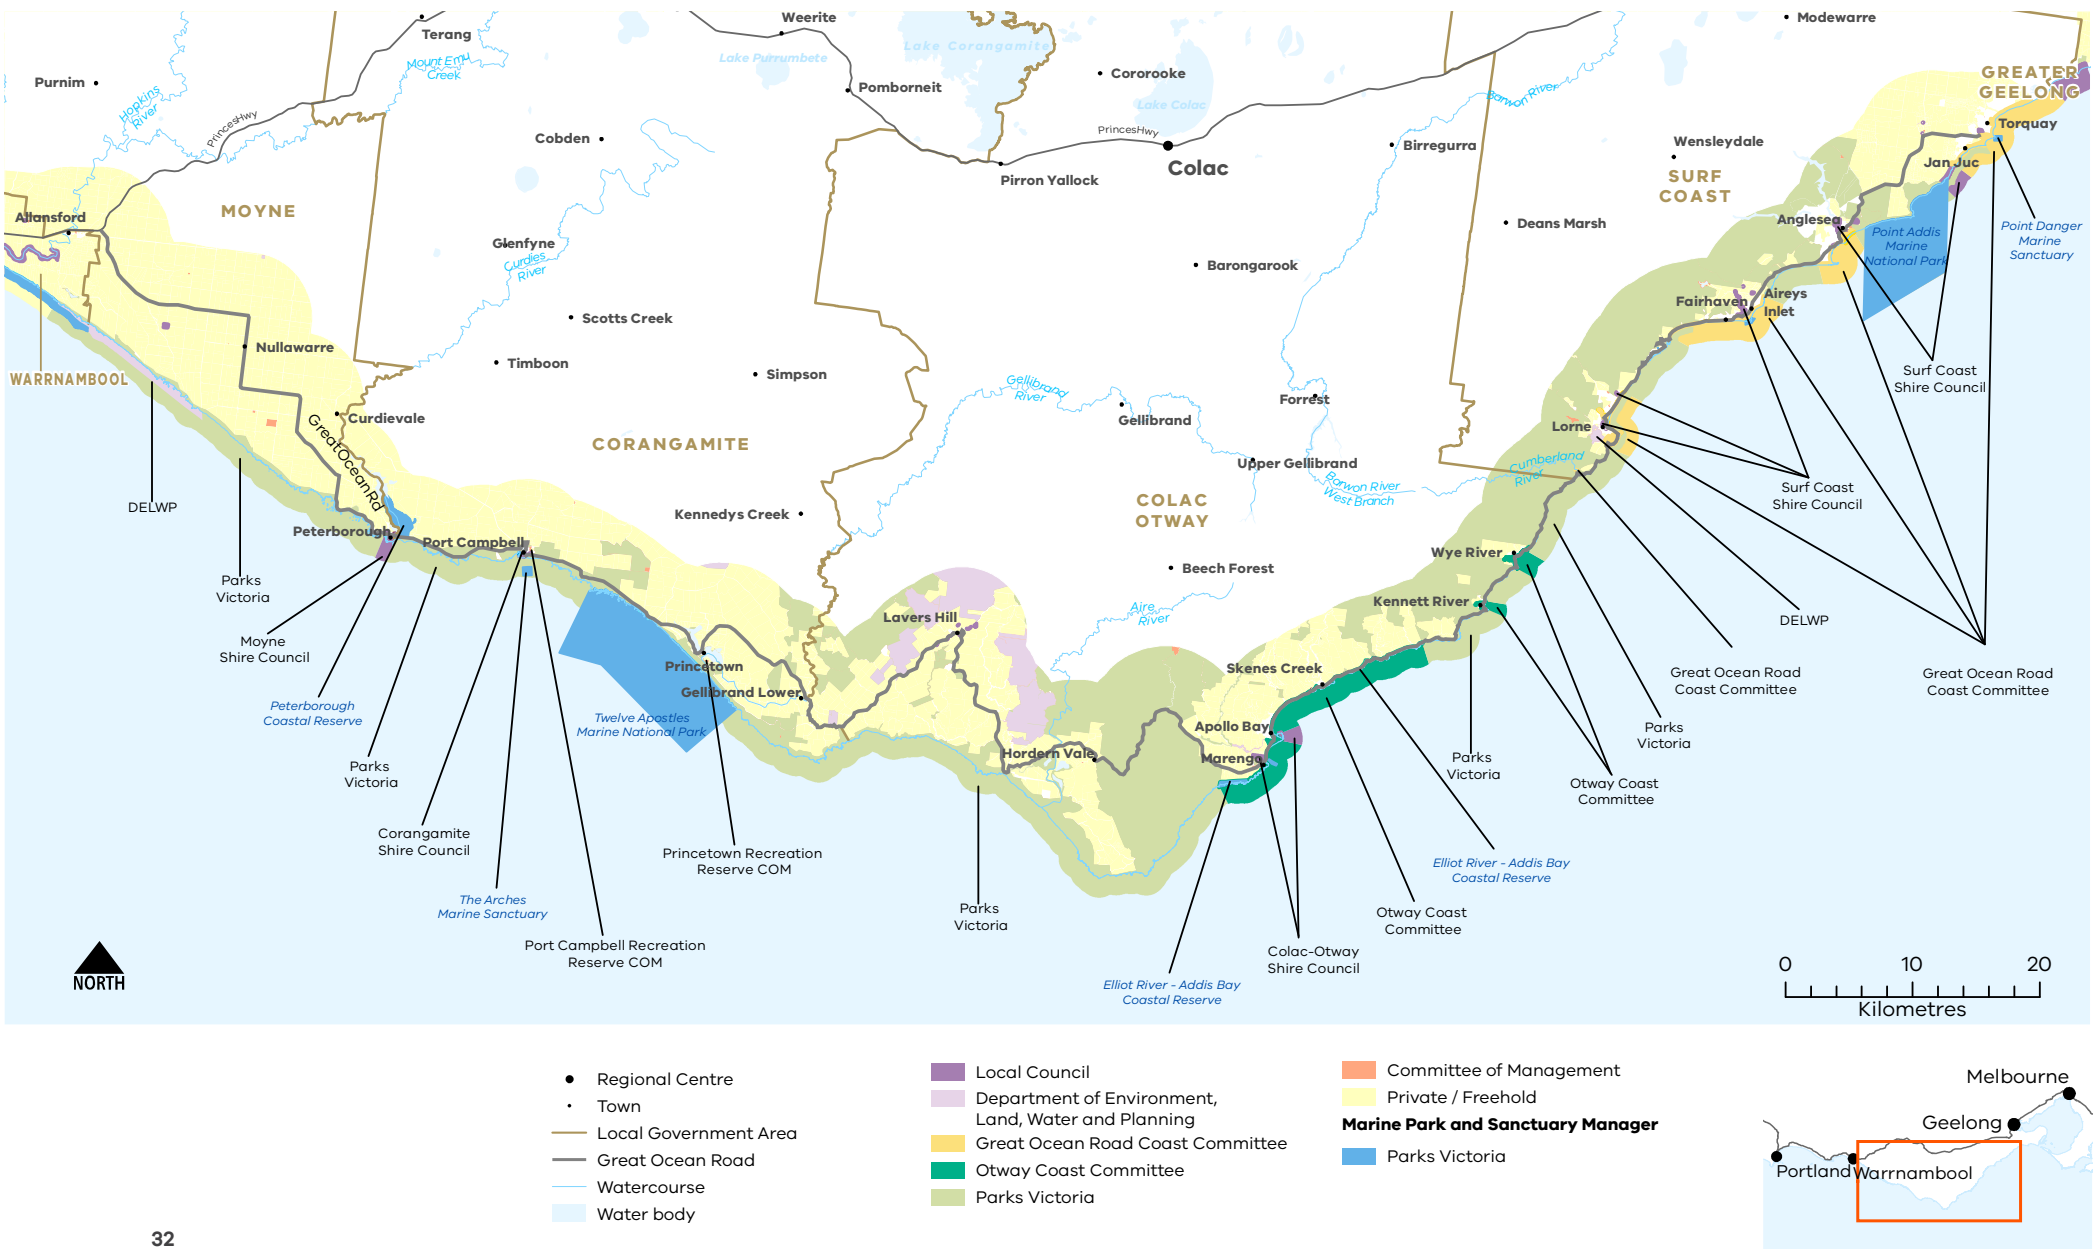 Weerite
Modewarre
Terang
Lake Corangamite
Lake Purrumbete
Mount Emu
Creek
Purnim
Cororooke
GREATER
GEELONG
Pomborneit
Hopkins
River
Lake Colac
Barwon River
PrincesHwy
PrincesHwy
Torquay
Cobden
Birregurra
Wensleydale
Colac
Jan Juc
Pirron Yallock
SURF
COAST
MOYNE
Allansford
Deans Marsh
Anglesea
Point Addis
Marine
National Park
Point Danger
Marine
Sanctuary
Glenfyne
Curdies
River
Barongarook
Fairhaven
Aireys
Inlet
Scotts Creek
Nullawarre
Timboon
Simpson
WARRNAMBOOL
Surf Coast
Shire Council
Gellibrand
River
Forrest
Curdievale
Gellibrand
Lorne
GreatOceanRd
CORANGAMITE
Upper Gellibrand
Cumberland
River
Barwon River
West Branch
Surf Coast
Shire Council
DELWP
COLAC
OTWAY
Kennedys Creek
Peterborough
Port Campbell
Wye River
Beech Forest
Parks
Victoria
Kennett River
Aire
River
Lavers Hill
DELWP
Moyne
Shire Council
Princetown
Skenes Creek
Great Ocean Road
Coast Committee
Great Ocean Road
Coast Committee
Gellibrand Lower
Peterborough
Coastal Reserve
Twelve Apostles
Marine National Park
Apollo Bay
Parks
Victoria
Hordern Vale
Marengo
Parks
Victoria
Parks
Victoria
Otway Coast
Committee
Corangamite
Shire Council
Princetown Recreation
Reserve COM
Elliot River - Addis Bay
Coastal Reserve
The Arches
Marine Sanctuary
Parks
Victoria
Otway Coast
Committee
Port Campbell Recreation
Reserve COM
Colac-Otway
Shire Council
Elliot River - Addis Bay
Coastal Reserve
NORTH
0 10 20
Kilometres
Regional Centre
Town
Local Government Area
Great Ocean Road
Watercourse
Water body
Local Council
Department of Environment,
Land, Water and Planning
Great Ocean Road Coast Committee
Otway Coast Committee
Parks Victoria
Committee of Management
Private / Freehold
Marine Park and Sanctuary Manager
Parks Victoria
Melbourne
Geelong
Portland
Warrnambool
32